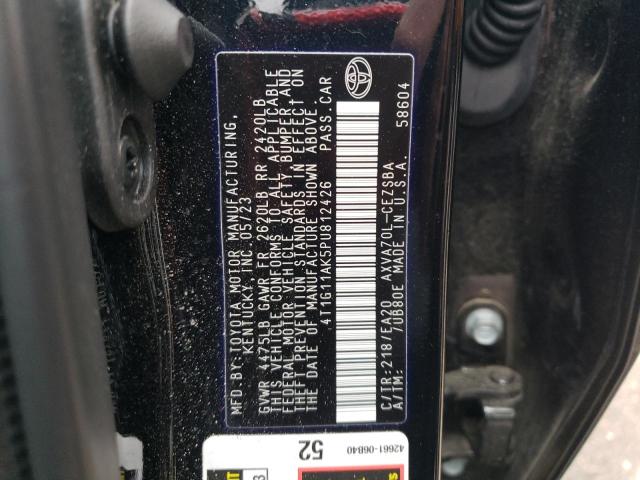 MFD.BY:TOYOTA MOTOR MANUFACTURING,
KENTUCKY, INC. 05/23
GVWR 4475LB GAWR FR 2620LB RR 2420LB
THIS VEHICLE CONFORMS TO ALL APPLICABLE
FEDERAL MOTOR VEHICLE SAFETY,BUMPER,AND
THEFT PREVENTION STANDARDS IN EFFECT ON
THE DATE OF MANUFACTURE SHOWN ABOVE.
4T1G11AK5PU812426 PASS.CAR
C/TR:218/EA20 AXVA70L-CEZSBA
A/TM: /UB80E MADE IN U.S.A. 58604
42661-06B40
52